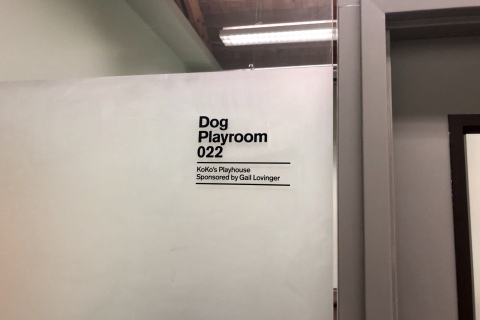 Dog
Playroom
022
KoKo's Playhouse
Sponsored by Gail Lovinger